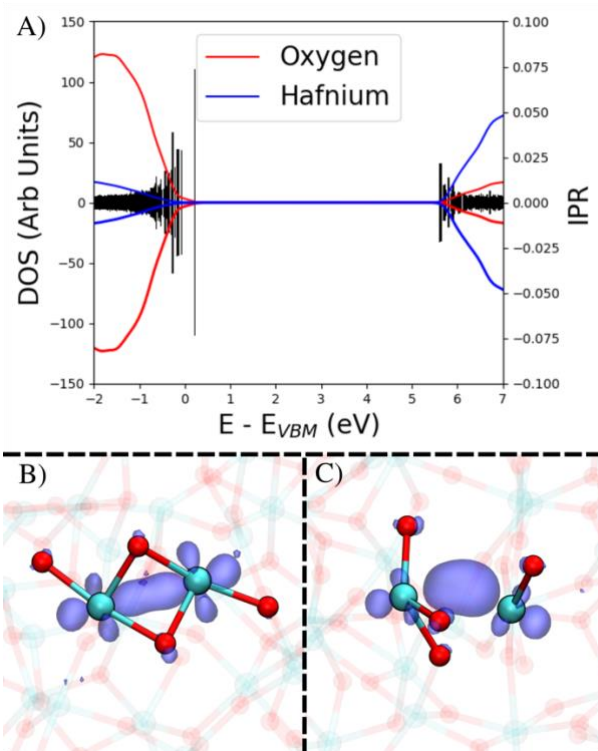 A)
Oxygen
Hafnium
DOS (Arb Units)
150
100
50
0
−50
−100
−150
IPR
0.100
0.075
0.050
0.025
0.000
−0.025
−0.050
−0.075
−0.100
−2 −1 0 1 2 3 4 5 6 7
E - E_VBM (eV)
B)
C)